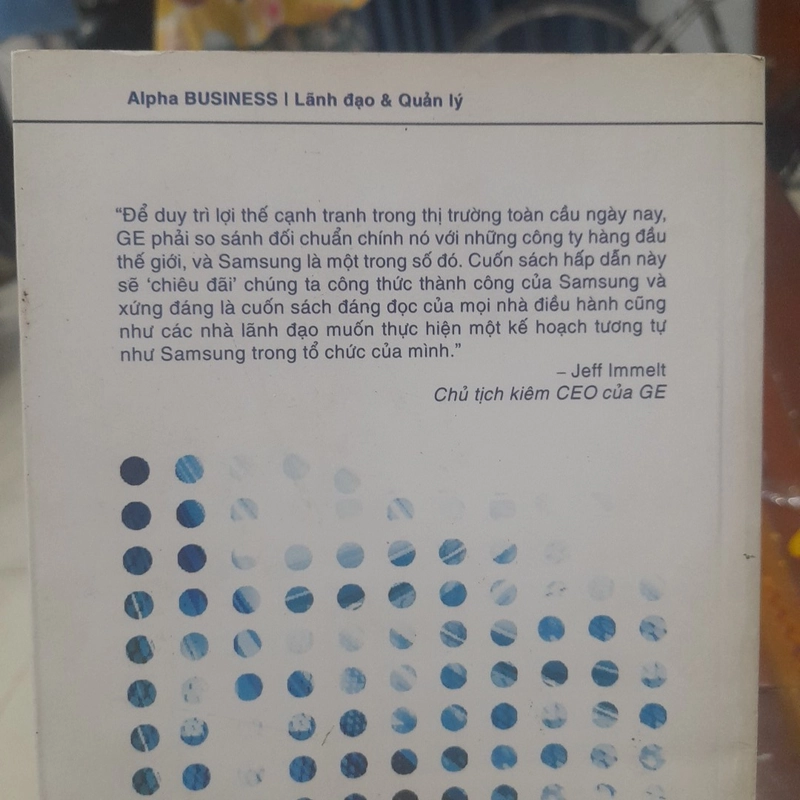 Alpha BUSINESS | Lãnh đạo & Quản lý
“Để duy trì lợi thế cạnh tranh trong thị trường toàn cầu ngày nay,
GE phải so sánh đối chuẩn chính nó với những công ty hàng đầu
thế giới, và Samsung là một trong số đó. Cuốn sách hấp dẫn này
sẽ ‘chiêu đãi’ chúng ta công thức thành công của Samsung và
xứng đáng là cuốn sách đáng đọc của mọi nhà điều hành cũng
như các nhà lãnh đạo muốn thực hiện một kế hoạch tương tự
như Samsung trong tổ chức của mình.”
– Jeff Immelt
Chủ tịch kiêm CEO của GE